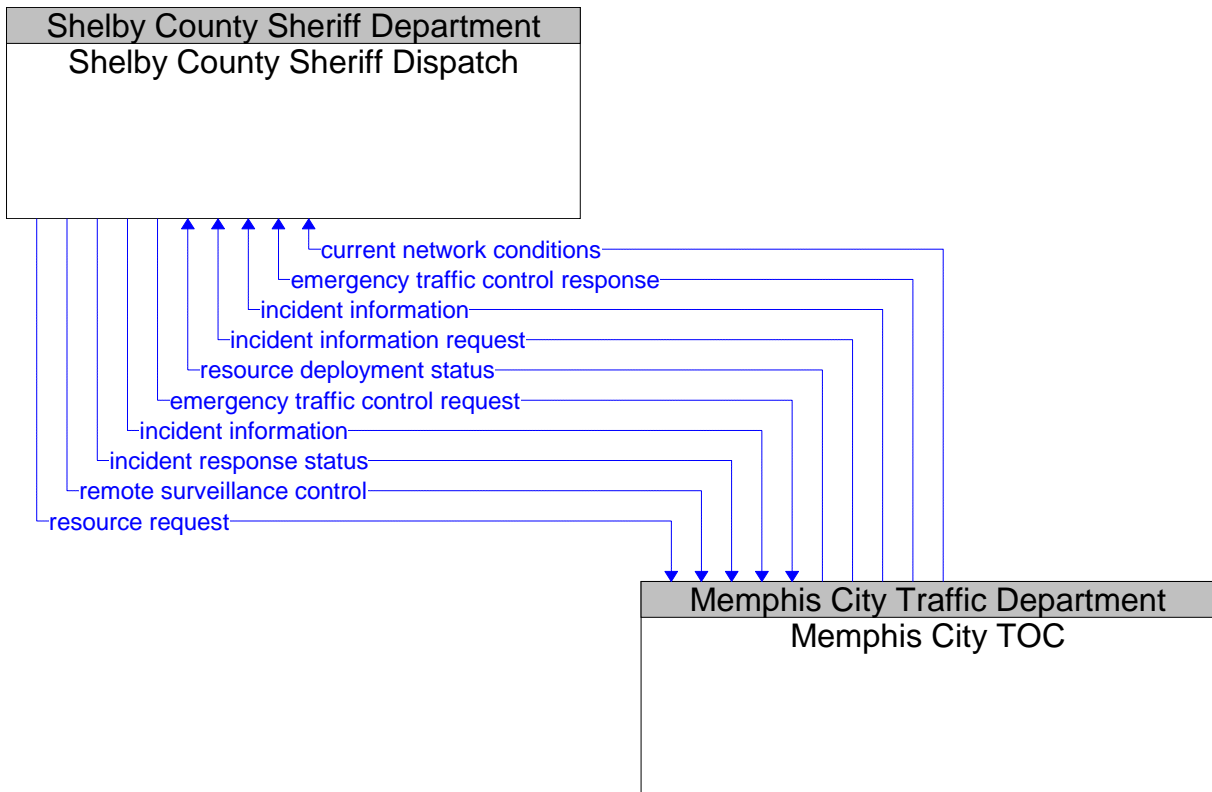 Shelby County Sheriff Department
Shelby County Sheriff Dispatch
current network conditions
emergency traffic control response
incident information
incident information request
resource deployment status
emergency traffic control request
incident information
incident response status
remote surveillance control
resource request
Memphis City Traffic Department
Memphis City TOC